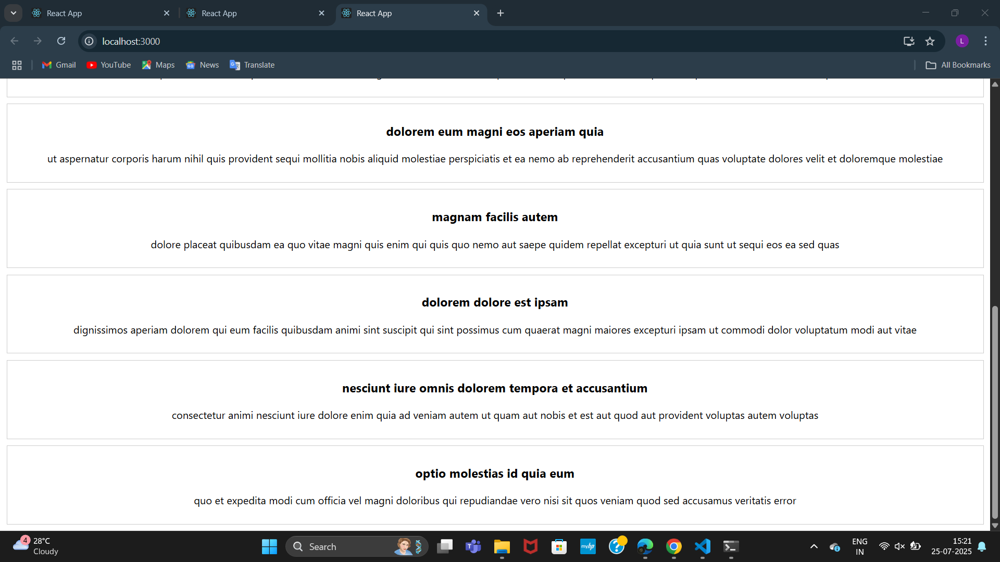 React App
React App
React App
localhost:3000
L
Gmail
YouTube
Maps
News
Translate
All Bookmarks
dolorem eum magni eos aperiam quia
ut aspernatur corporis harum nihil quis provident sequi mollitia nobis aliquid molestiae perspiciatis et ea nemo ab reprehenderit accusantium quas voluptate dolores velit et doloremque molestiae
magnam facilis autem
dolore placeat quibusdam ea quo vitae magni quis enim qui quis quo nemo aut saepe quidem repellat excepturi ut quia sunt ut sequi eos ea sed quas
dolorem dolore est ipsam
dignissimos aperiam dolorem qui eum facilis quibusdam animi sint suscipit qui sint possimus cum quaerat magni maiores excepturi ipsam ut commodi dolor voluptatum modi aut vitae
nesciunt iure omnis dolorem tempora et accusantium
consectetur animi nesciunt iure dolore enim quia ad veniam autem ut quam aut nobis et est aut quod aut provident voluptas autem voluptas
optio molestias id quia eum
quo et expedita modi cum officia vel magni doloribus qui repudiandae vero nisi sit quos veniam quod sed accusamus veritatis error
4
28°C
Cloudy
Search
myhp
ENG
IN
15:21
25-07-2025